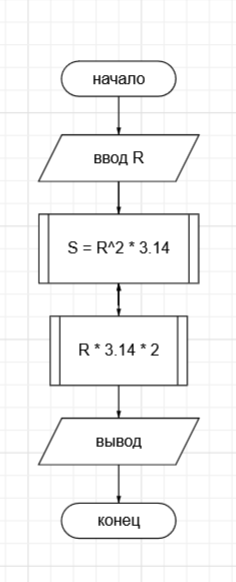 начало
ввод R
S = R^2 * 3.14
R * 3.14 * 2
вывод
конец